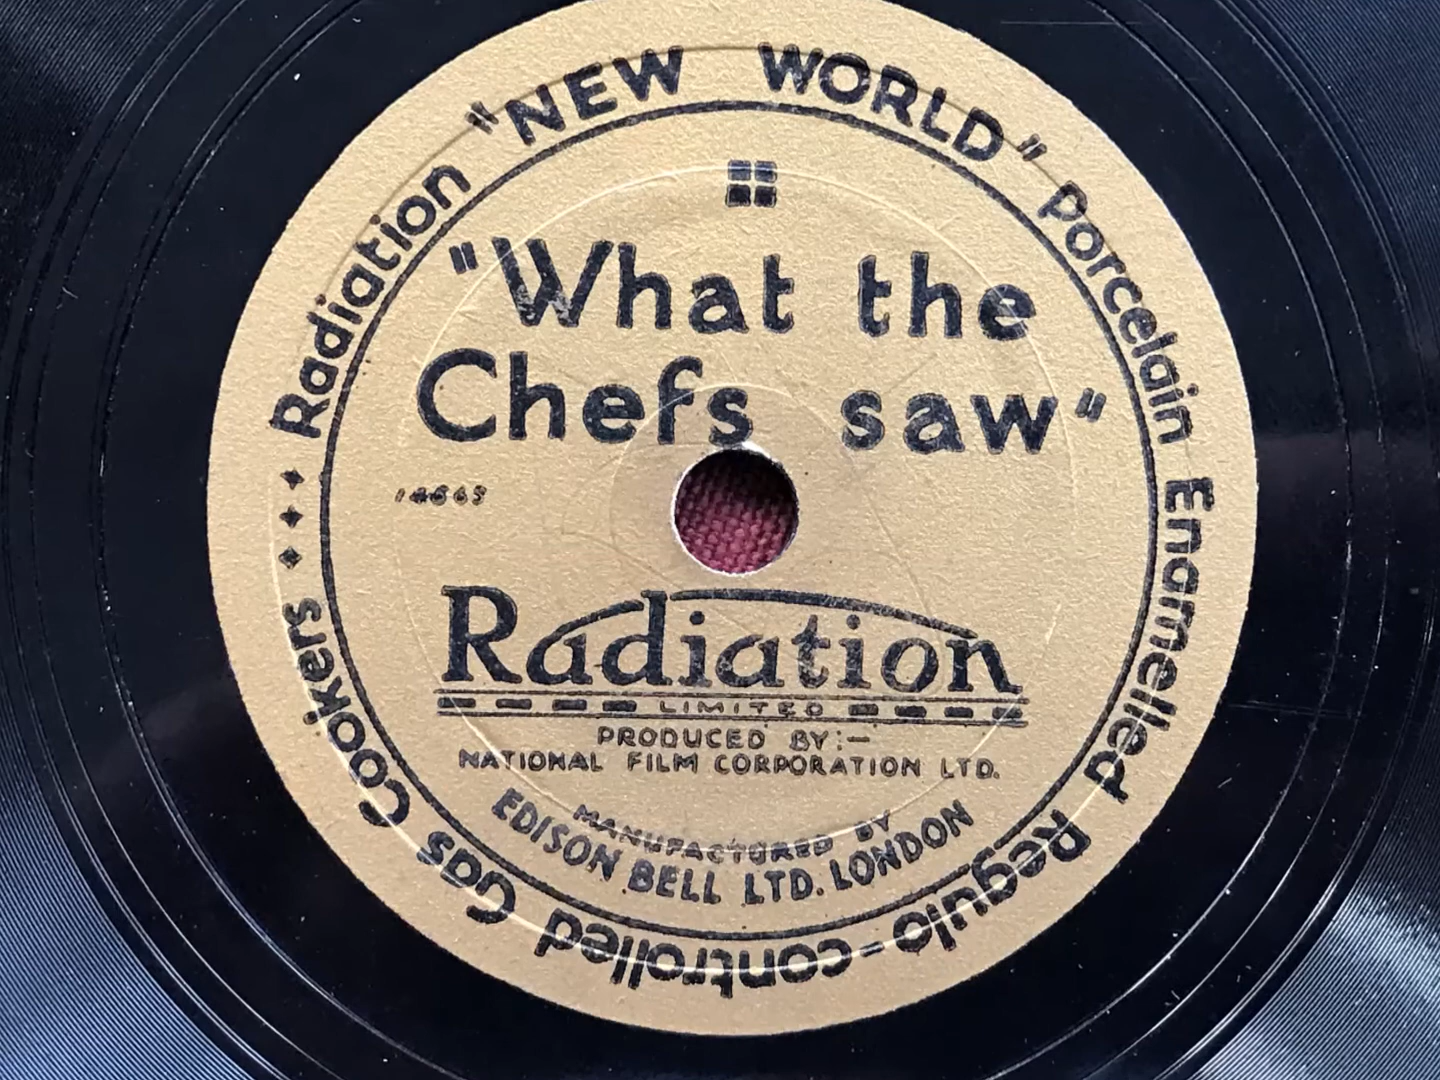 Radiation "NEW WORLD" Porcelain Enamelled Regulo-controlled Gas Cookers
"What the
Chefs saw"
Radiation
LIMITED
PRODUCED BY:—
NATIONAL FILM CORPORATION LTD.
MANUFACTURED BY
EDISON BELL LTD. LONDON